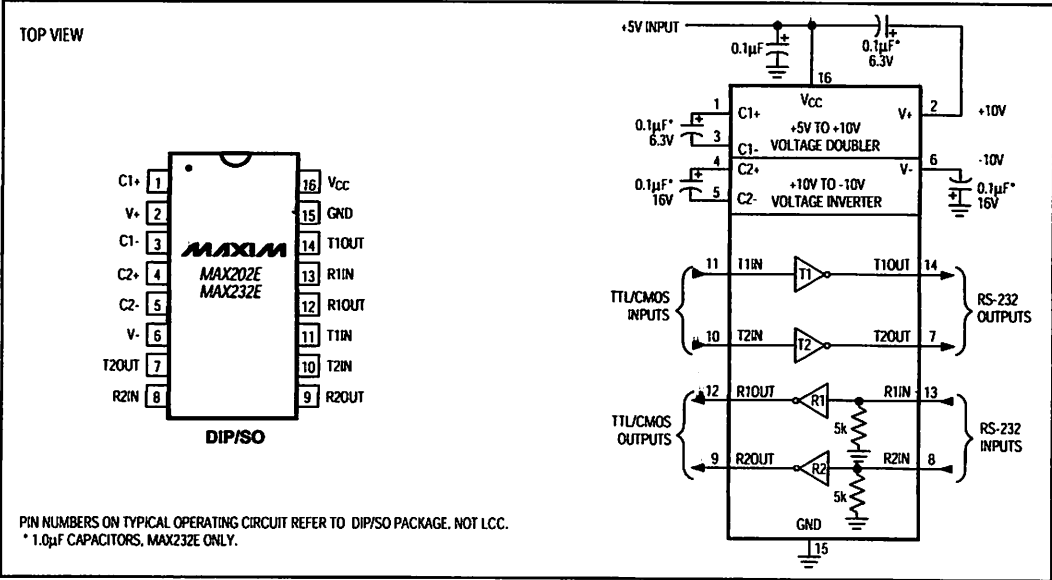 TOP VIEW
C1+ 1
V+ 2
C1- 3
C2+ 4
C2- 5
V- 6
T2OUT 7
R2IN 8
16 VCC
15 GND
14 T1OUT
13 R1IN
12 R1OUT
11 T1IN
10 T2IN
9 R2OUT
MAXIM
MAX202E
MAX232E
DIP/SO
+5V INPUT
0.1µF
0.1µF*
6.3V
16
VCC
1 C1+
0.1µF*
6.3V
3 C1-
+5V TO +10V
VOLTAGE DOUBLER
V+ 2 +10V
4 C2+
0.1µF*
16V
5 C2-
+10V TO -10V
VOLTAGE INVERTER
V- 6 -10V
0.1µF*
16V
TTL/CMOS
INPUTS
11 T1IN T1 T1OUT 14
10 T2IN T2 T2OUT 7
RS-232
OUTPUTS
TTL/CMOS
OUTPUTS
12 R1OUT R1 R1IN 13
5k
9 R2OUT R2 R2IN 8
5k
RS-232
INPUTS
GND
15
PIN NUMBERS ON TYPICAL OPERATING CIRCUIT REFER TO DIP/SO PACKAGE, NOT LCC.
* 1.0µF CAPACITORS, MAX232E ONLY.